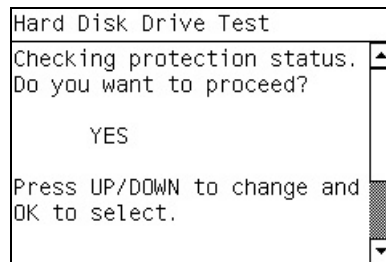 Hard Disk Drive Test
Checking protection status.
Do you want to proceed?
YES
Press UP/DOWN to change and
OK to select.